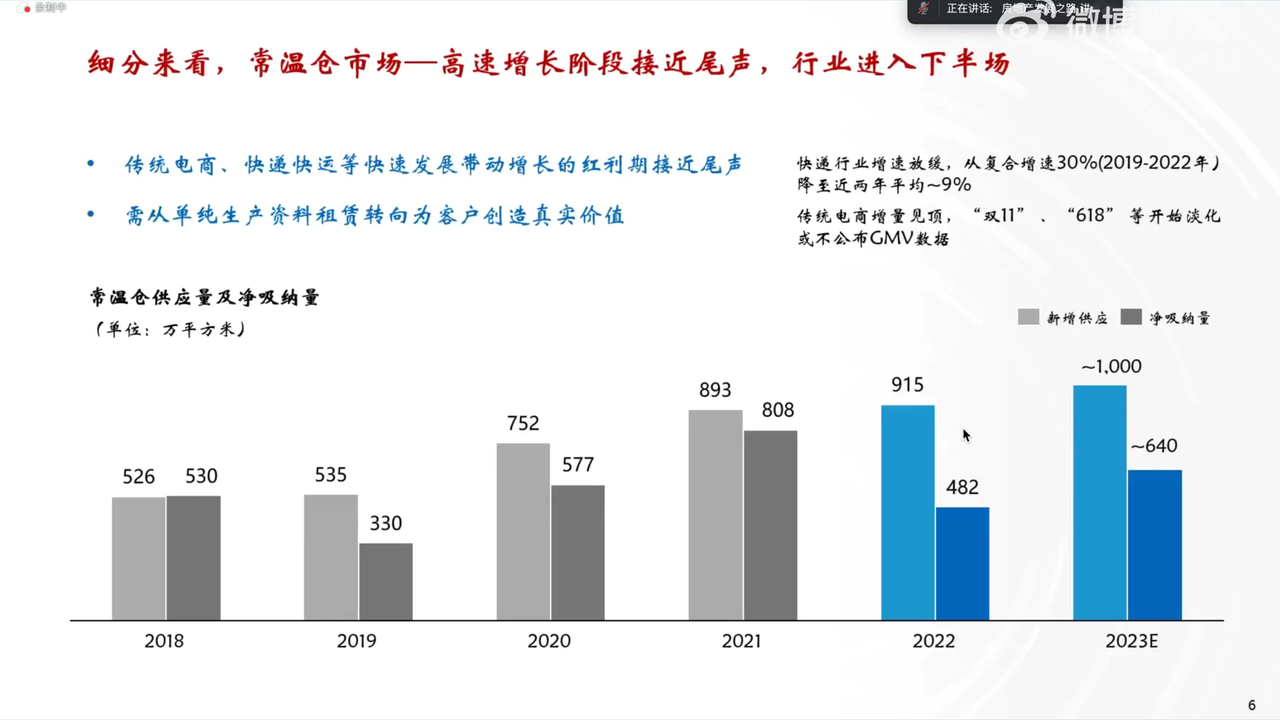 录制中
正在讲话: 房地产发展之路 讲
微博
细分来看，常温仓市场—高速增长阶段接近尾声，行业进入下半场
• 传统电商、快递快运等快速发展带动增长的红利期接近尾声
• 需从单纯生产资料租赁转向为客户创造真实价值
快递行业增速放缓，从复合增速30%(2019-2022年)
降至近两年平均~9%
传统电商增量见顶，“双11”、“618” 等开始淡化
或不公布GMV数据
常温仓供应量及净吸纳量
（单位：万平方米）
新增供应 净吸纳量
526 530 535 330 752 577 893 808 915 482 ~1,000 ~640
2018 2019 2020 2021 2022 2023E
6